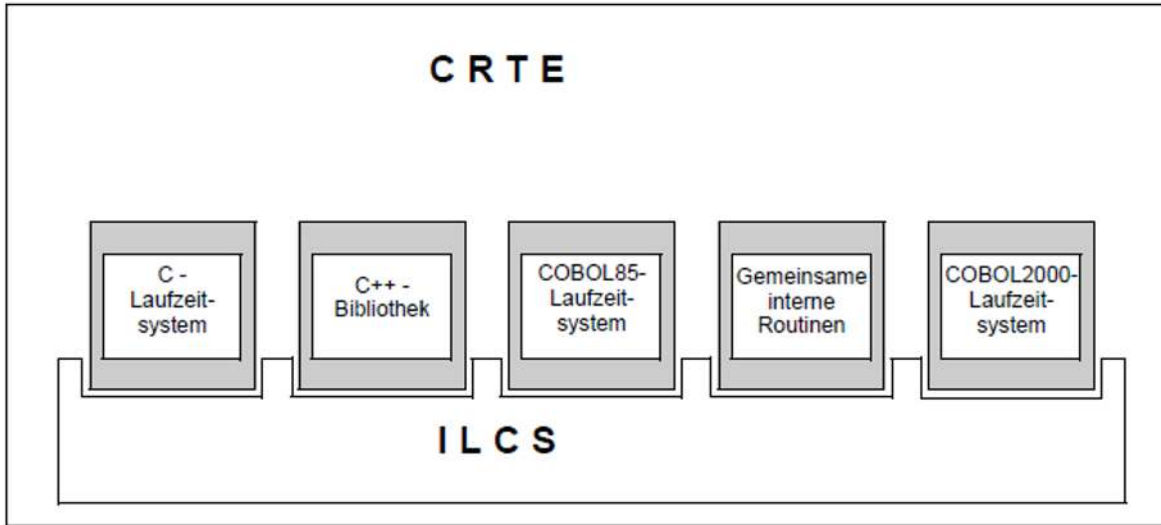 C R T E
C -
Laufzeit-
system
C++ -
Bibliothek
COBOL85-
Laufzeit-
system
Gemeinsame
interne
Routinen
COBOL2000-
Laufzeit-
system
I L C S